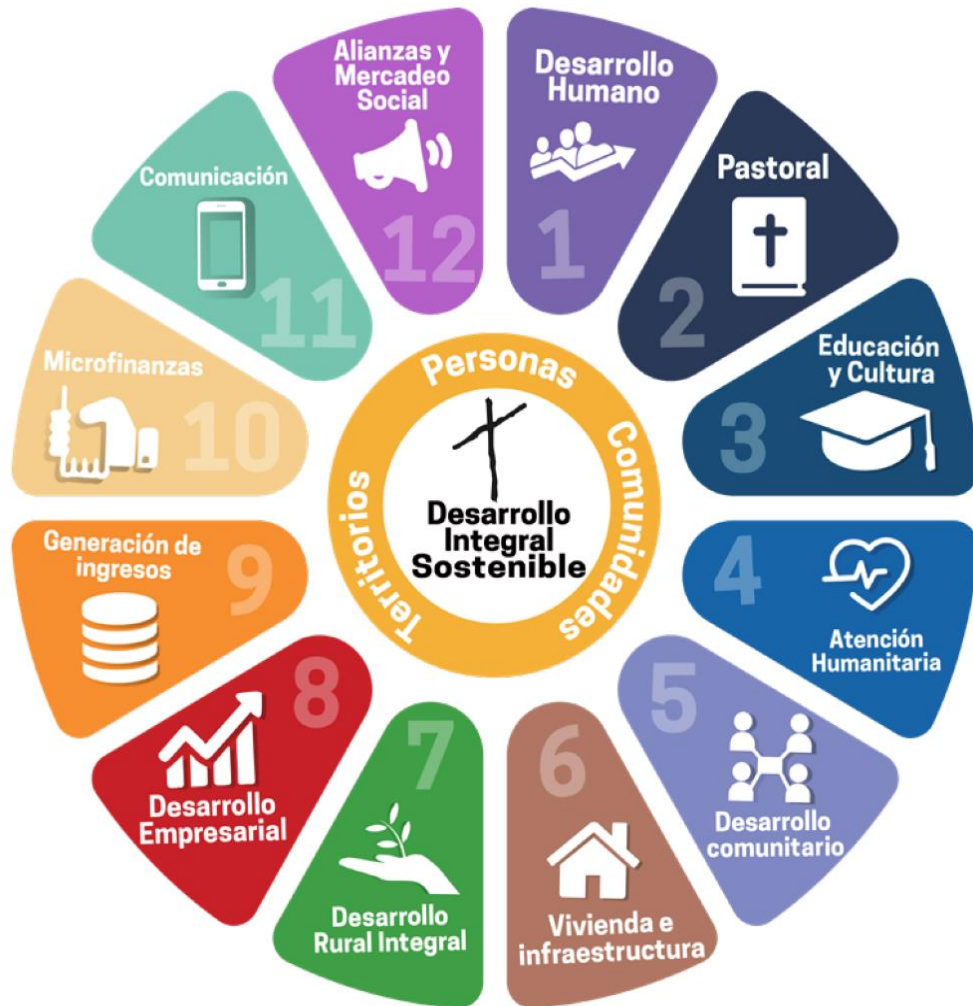 Desarrollo
Humano
1
Pastoral
2
Educación
y Cultura
3
4
Atención
Humanitaria
5
Desarrollo
comunitario
6
Vivienda e
infraestructura
7
Desarrollo
Rural Integral
8
Desarrollo
Empresarial
Generación de
ingresos
9
Microfinanzas
10
Comunicación
11
Alianzas y
Mercadeo
Social
12
Personas
Comunidades
Territorios
Desarrollo
Integral
Sostenible